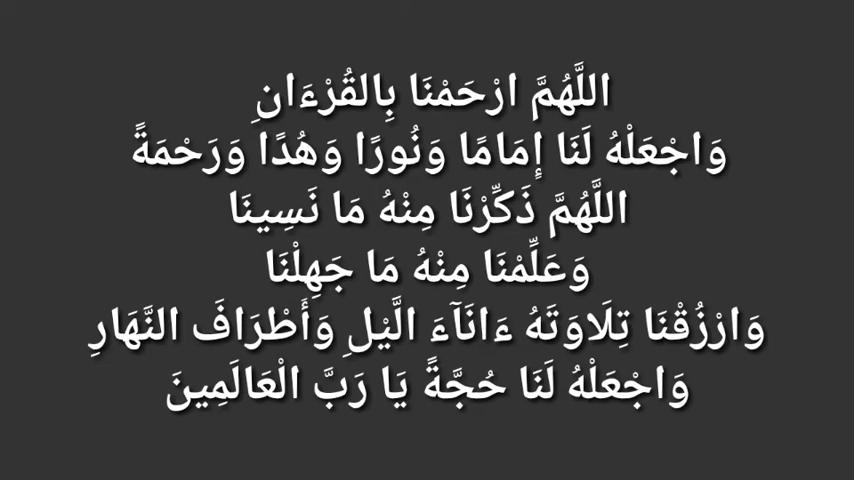 اللَّهُمَّ ارْحَمْنَا بِالقُرْءَانِ
وَاجْعَلْهُ لَنَا إِمَامًا وَنُورًا وَهُدًا وَرَحْمَةً
اللَّهُمَّ ذَكِّرْنَا مِنْهُ مَا نَسِينَا
وَعَلِّمْنَا مِنْهُ مَا جَهِلْنَا
وَارْزُقْنَا تِلَاوَتَهُ ءَانَآءَ الَّيْلِ وَأَطْرَافَ النَّهَارِ
وَاجْعَلْهُ لَنَا حُجَّةً يَا رَبَّ الْعَالَمِينَ